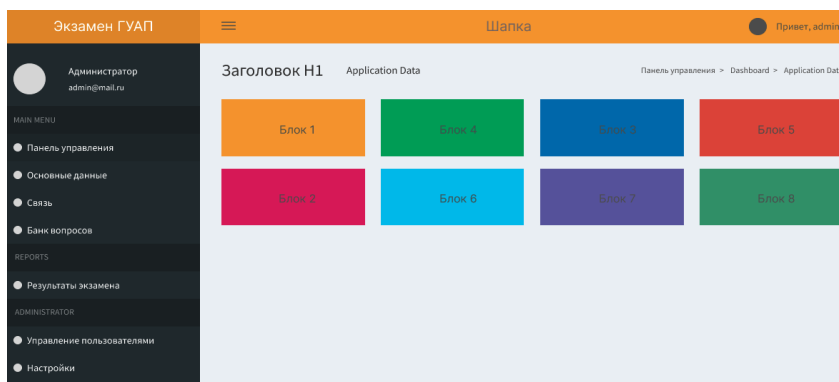 Экзамен ГУАП
Шапка
Привет, admin
Администратор
admin@mail.ru
MAIN MENU
Панель управления
Основные данные
Связь
Банк вопросов
REPORTS
Результаты экзамена
ADMINISTRATOR
Управление пользователями
Настройки
Заголовок H1 Application Data
Панель управления > Dashboard > Application Dat
Блок 1 Блок 4 Блок 3 Блок 5
Блок 2 Блок 6 Блок 7 Блок 8